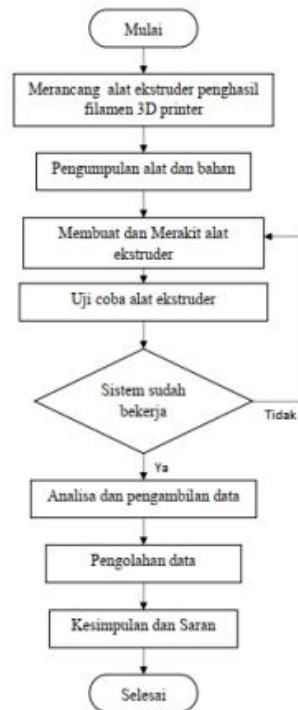 Mulai
Merancang alat ekstruder penghasil
filamen 3D printer
Pengumpulan alat dan bahan
Membuat dan Merakit alat
ekstruder
Uji coba alat ekstruder
Sistem sudah
bekerja
Tidak
Ya
Analisa dan pengambilan data
Pengolahan data
Kesimpulan dan Saran
Selesai